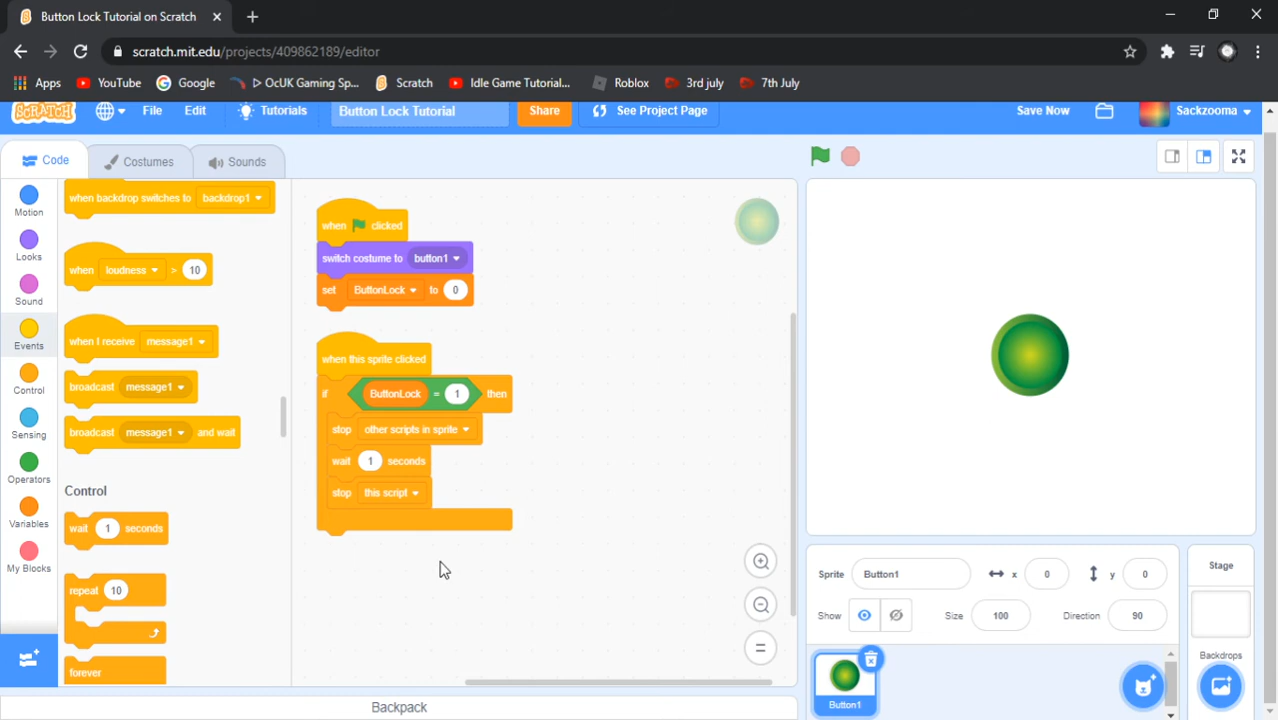 Button Lock Tutorial on Scratch
scratch.mit.edu/projects/409862189/editor
Apps YouTube Google ▷ OcUK Gaming Sp... Scratch Idle Game Tutorial... Roblox 3rd july 7th July
SCRATCH File Edit Tutorials Button Lock Tutorial Share See Project Page Save Now Sackzooma
Code Costumes Sounds
Motion
Looks
Sound
Events
Control
Sensing
Operators
Variables
My Blocks
when backdrop switches to backdrop1
when loudness > 10
when I receive message1
broadcast message1
broadcast message1 and wait
Control
wait 1 seconds
repeat 10
forever
when clicked
switch costume to button1
set ButtonLock to 0
when this sprite clicked
if ButtonLock = 1 then
stop other scripts in sprite
wait 1 seconds
stop this script
Sprite Button1 x 0 y 0
Show Size 100 Direction 90
Button1
Stage
Backdrops
Backpack